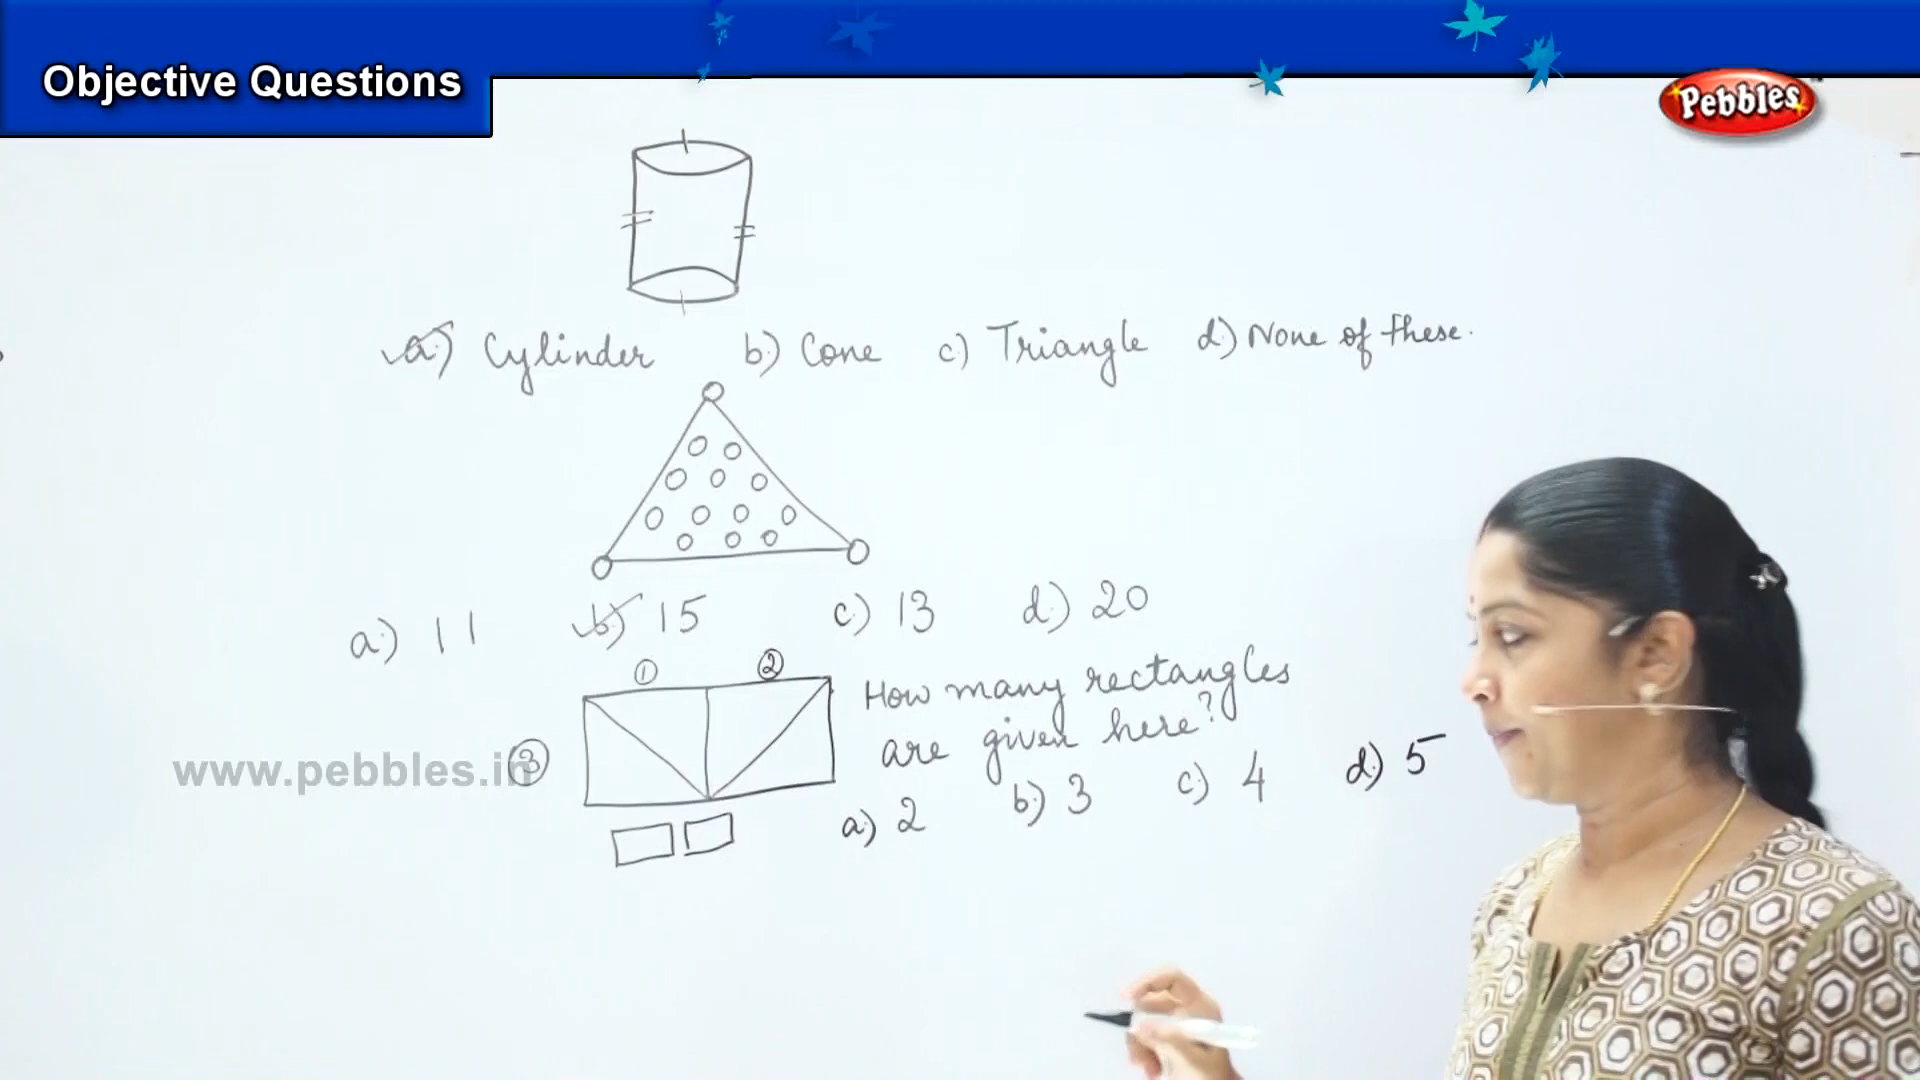 Objective Questions
Pebbles
a.) Cylinder b.) Cone c.) Triangle d.) None of these.
a.) 11 b.) 15 c.) 13 d.) 20
① ②
How many rectangles
are given here?
③
www.pebbles.in
a.) 2 b.) 3 c.) 4 d.) 5